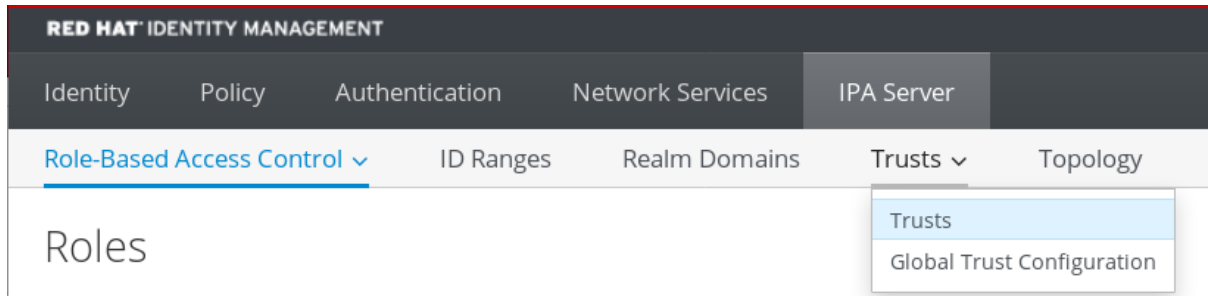 RED HAT® IDENTITY MANAGEMENT
Identity Policy Authentication Network Services IPA Server
Role-Based Access Control ID Ranges Realm Domains Trusts Topology
Roles
Trusts
Global Trust Configuration